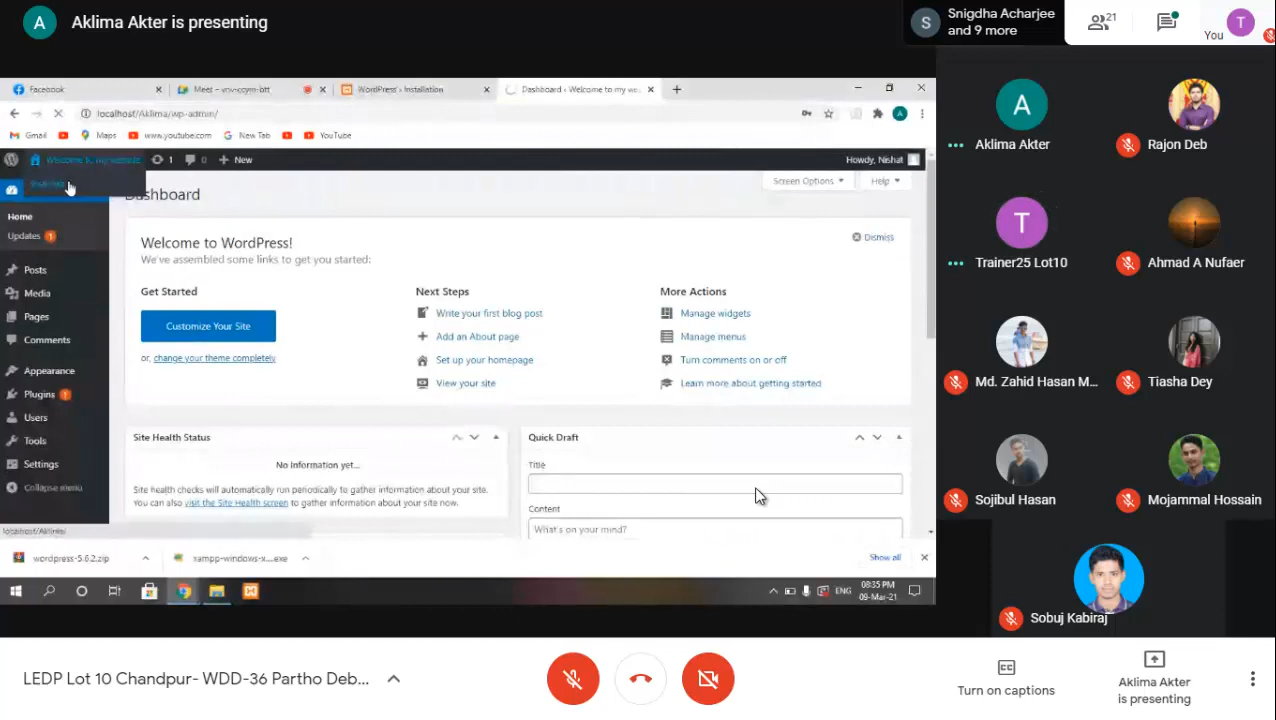 A
Aklima Akter is presenting
S
Snigdha Acharjee
and 9 more
21
You
T
Facebook
WordPress › Installation
Dashboard ‹ Welcome to my we...
localhost/Aklima/wp-admin/
A
Gmail
Maps
www.youtube.com
New Tab
YouTube
Welcome to my website
1
0
New
Howdy, Nishat
Dashboard
Screen Options
Help
Home
Updates 1
Posts
Media
Pages
Comments
Appearance
Plugins 1
Users
Tools
Settings
Collapse menu
Welcome to WordPress!
We've assembled some links to get you started:
Dismiss
Get Started
Customize Your Site
or, change your theme completely
Next Steps
Write your first blog post
Add an About page
Set up your homepage
View your site
More Actions
Manage widgets
Manage menus
Turn comments on or off
Learn more about getting started
Site Health Status
No information yet...
Site health checks will automatically run periodically to gather information about your site.
You can also visit the Site Health screen to gather information about your site now.
Quick Draft
Title
Content
What's on your mind?
localhost/Aklima
wordpress-5.6.2.zip
xampp-windows-x....exe
Show all
ENG
08:35 PM
09-Mar-21
A
Aklima Akter
Rajon Deb
T
Trainer25 Lot10
Ahmad A Nufaer
Md. Zahid Hasan M...
Tiasha Dey
Sojibul Hasan
Mojammal Hossain
Sobuj Kabiraj
LEDP Lot 10 Chandpur- WDD-36 Partho Deb...
CC
Turn on captions
Aklima Akter
is presenting